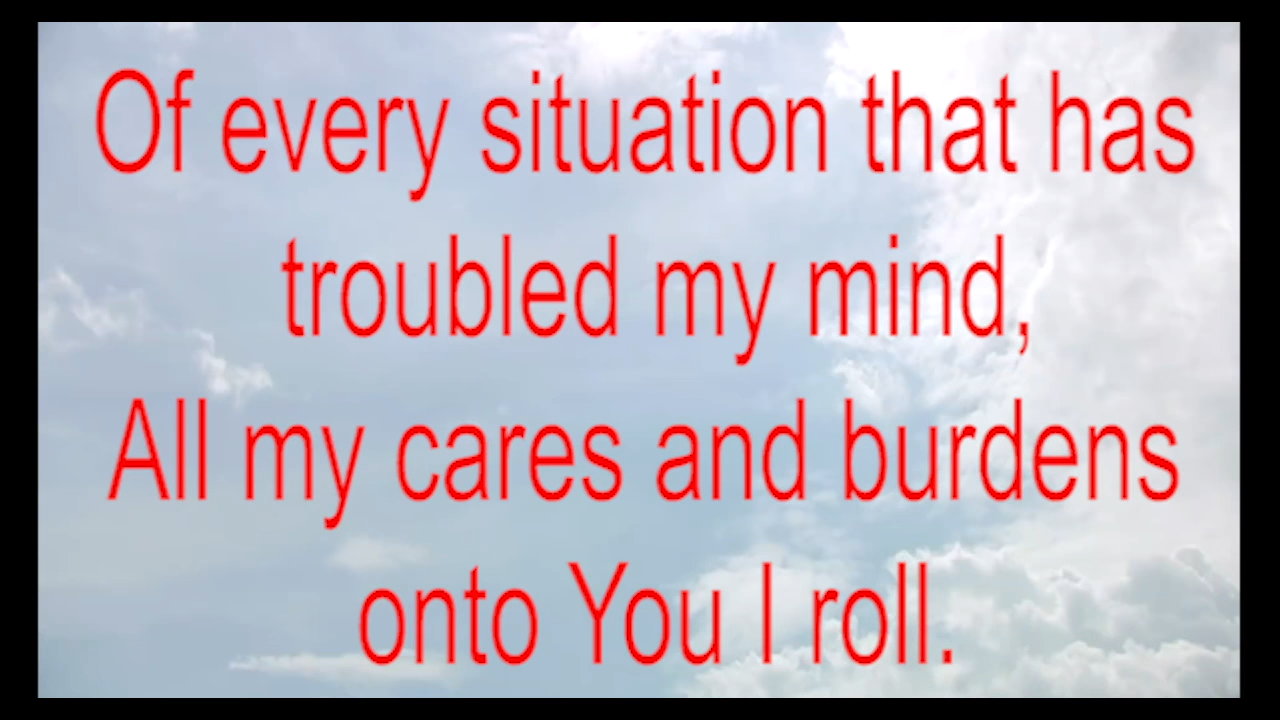 Of every situation that has
troubled my mind,
All my cares and burdens
onto You I roll.